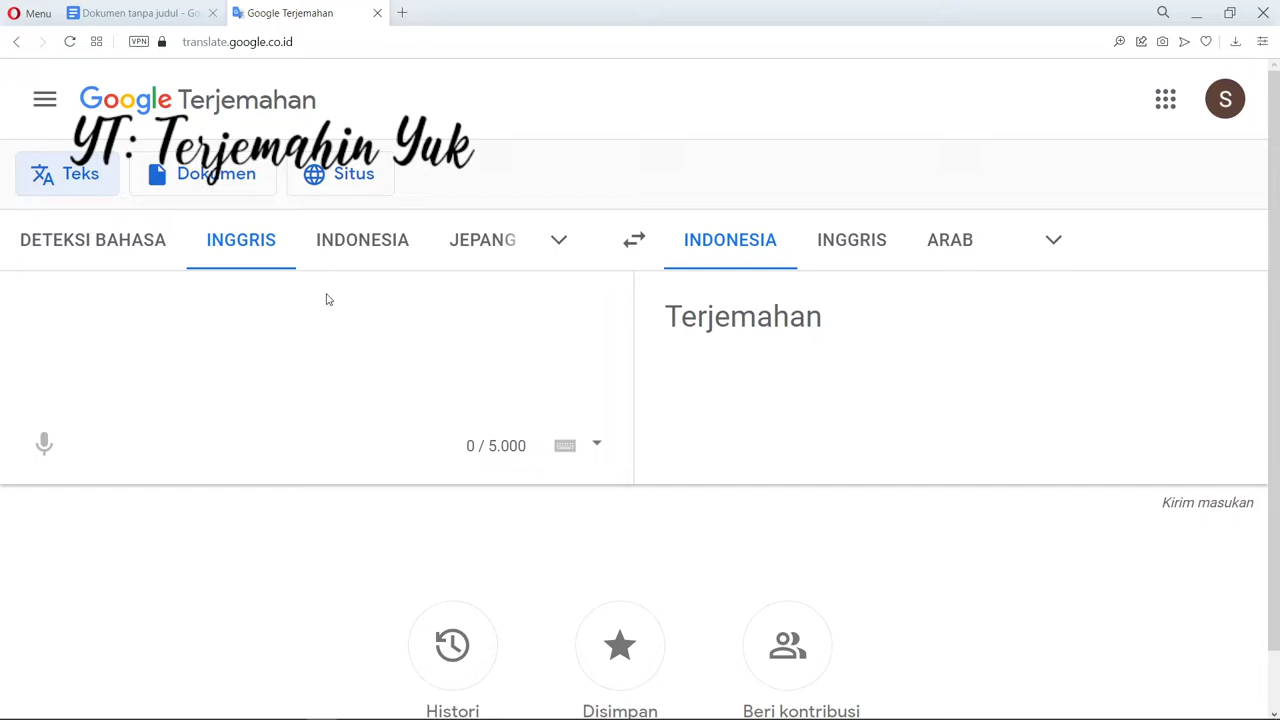 Menu
Dokumen tanpa judul - Go
Google Terjemahan
VPN
translate.google.co.id
Google Terjemahan
S
YT: Terjemahin Yuk
Teks
Dokumen
Situs
DETEKSI BAHASA
INGGRIS
INDONESIA
JEPANG
INDONESIA
INGGRIS
ARAB
Terjemahan
0 / 5.000
Kirim masukan
Histori
Disimpan
Beri kontribusi